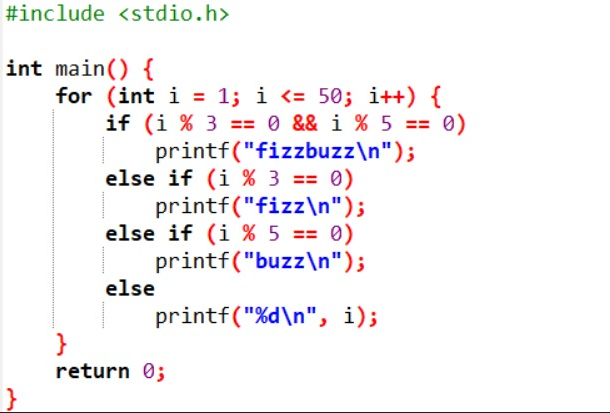 #include <stdio.h>
int main() {
    for (int i = 1; i <= 50; i++) {
        if (i % 3 == 0 && i % 5 == 0)
            printf("fizzbuzz\n");
        else if (i % 3 == 0)
            printf("fizz\n");
        else if (i % 5 == 0)
            printf("buzz\n");
        else
            printf("%d\n", i);
    }
    return 0;
}